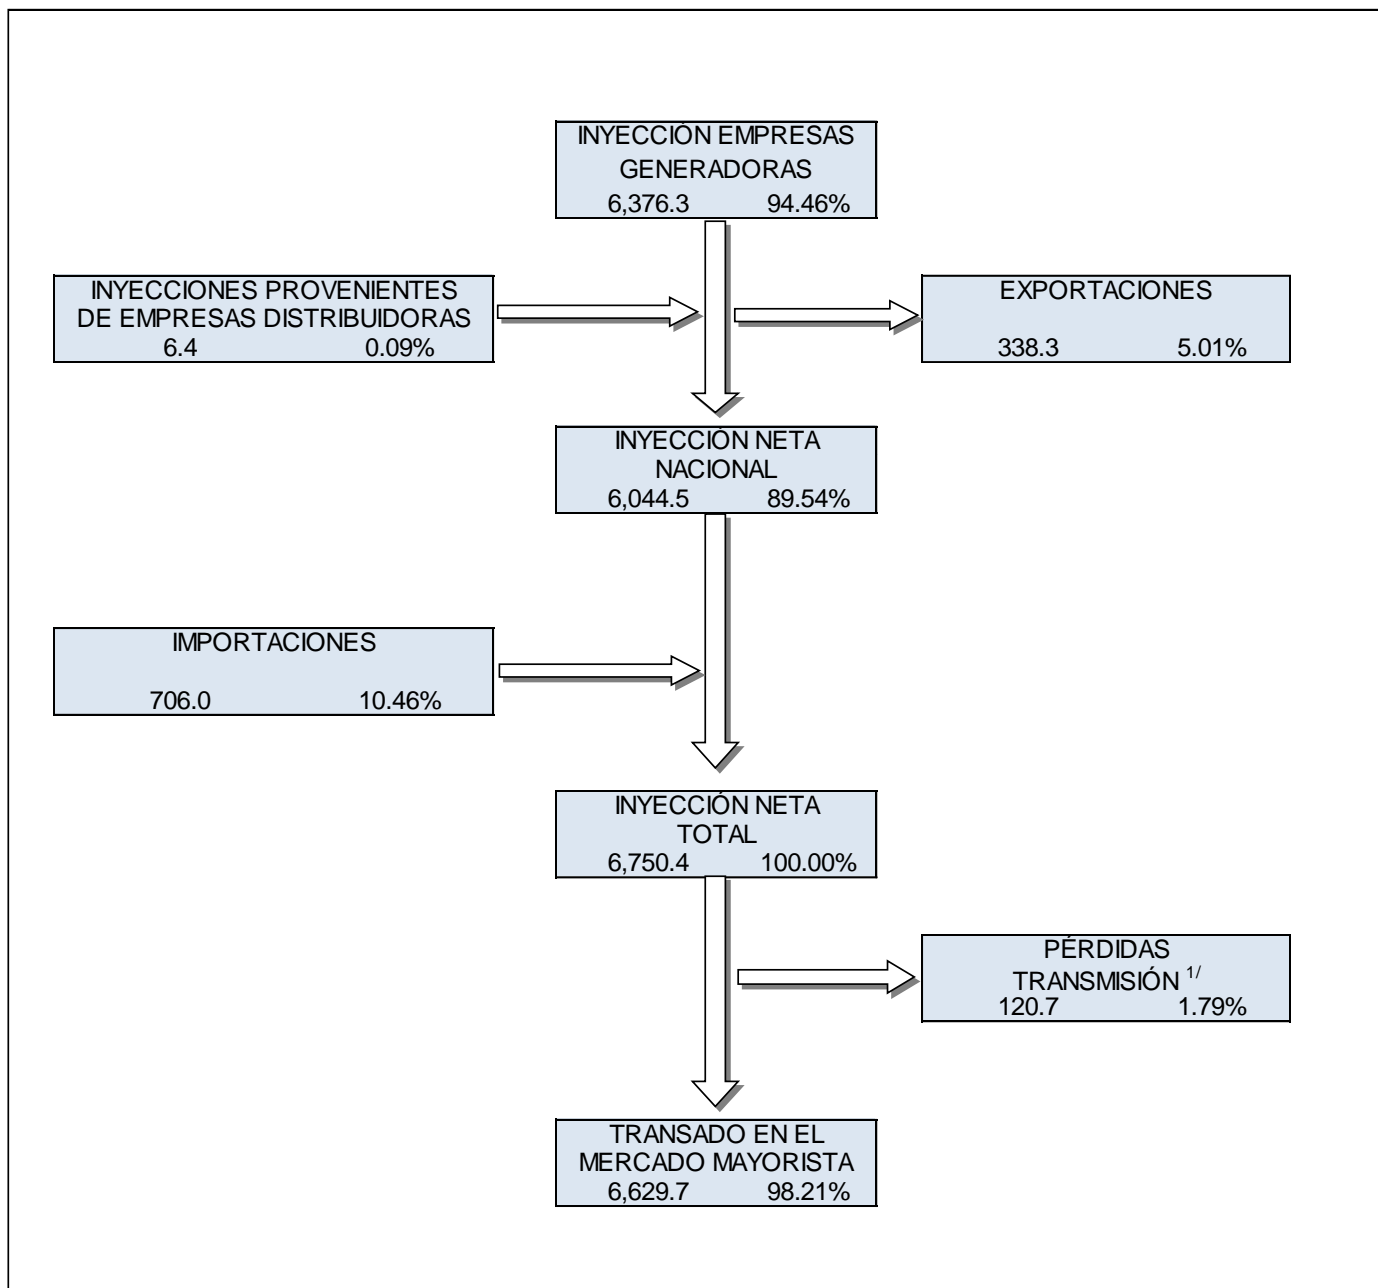 INYECCIÓN EMPRESAS
GENERADORAS
6,376.3 94.46%
INYECCIONES PROVENIENTES
DE EMPRESAS DISTRIBUIDORAS
6.4 0.09%
EXPORTACIONES
338.3 5.01%
INYECCIÓN NETA
NACIONAL
6,044.5 89.54%
IMPORTACIONES
706.0 10.46%
INYECCIÓN NETA
TOTAL
6,750.4 100.00%
PÉRDIDAS
TRANSMISIÓN 1/
120.7 1.79%
TRANSADO EN EL
MERCADO MAYORISTA
6,629.7 98.21%